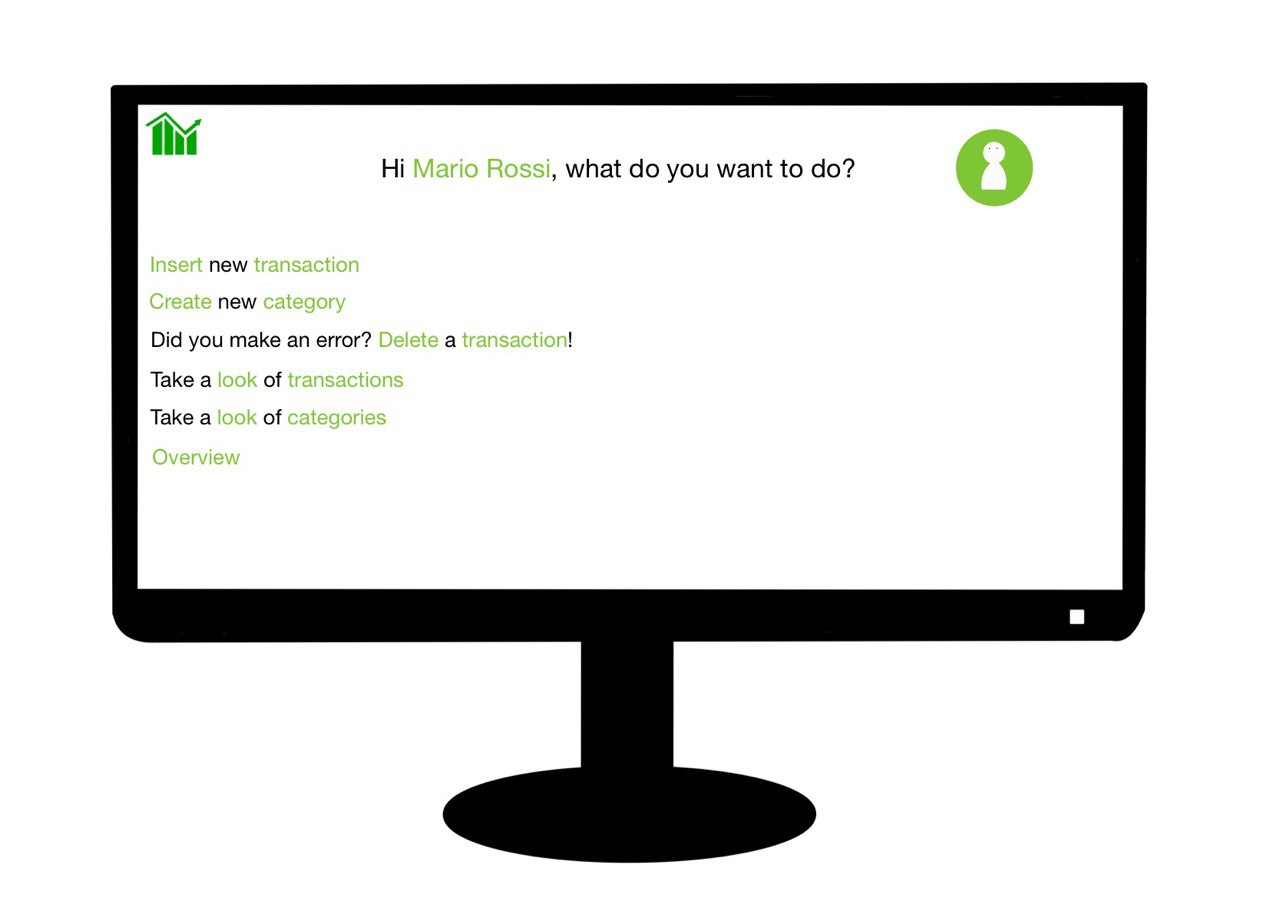 Hi Mario Rossi, what do you want to do?
Insert new transaction
Create new category
Did you make an error? Delete a transaction!
Take a look of transactions
Take a look of categories
Overview